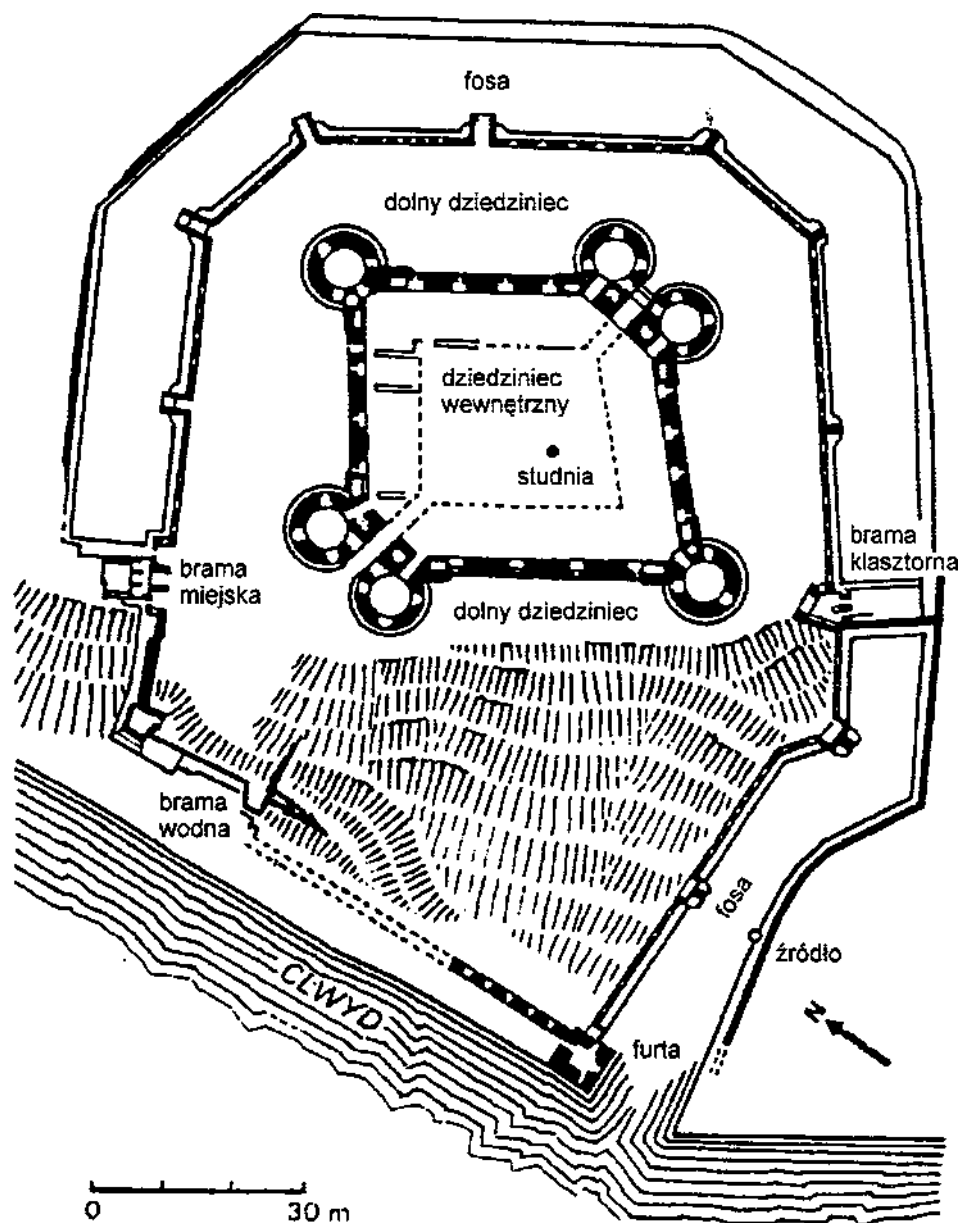 fosa
dolny dziedziniec
dziedziniec
wewnętrzny
studnia
brama
klasztorna
brama
miejska
dolny dziedziniec
brama
wodna
fosa
źródło
CLWYD
N
furta
0 30 m